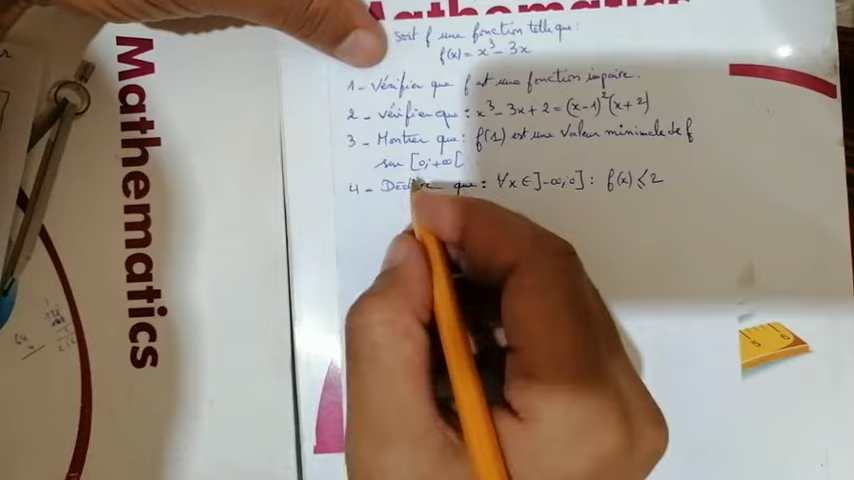 Mathematics
soit f une fonction telle que:
f(x) = x³ - 3x
1 - Vérifier que f est une fonction impaire.
2 - Vérifier que : x³ - 3x + 2 = (x-1)²(x+2)
3 - Montrer que: f(1) est une valeur minimale de f
sur [0;+∞[
4 - que : ∀x∈]-∞;0] : f(x) ⩽ 2
Mathematics